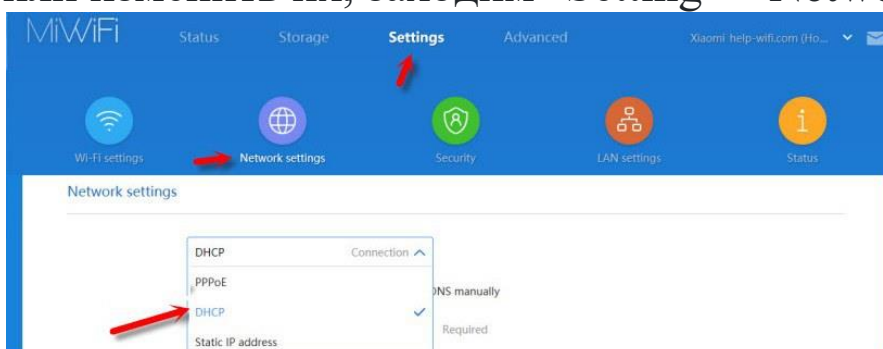 MiWiFi Status Storage Settings Advanced Xiaomi help-wifi.com (Ho...
Wi-Fi settings Network settings Security LAN settings Status
Network settings
DHCP Connection
PPPoE
NS manually
DHCP
Required
Static IP address